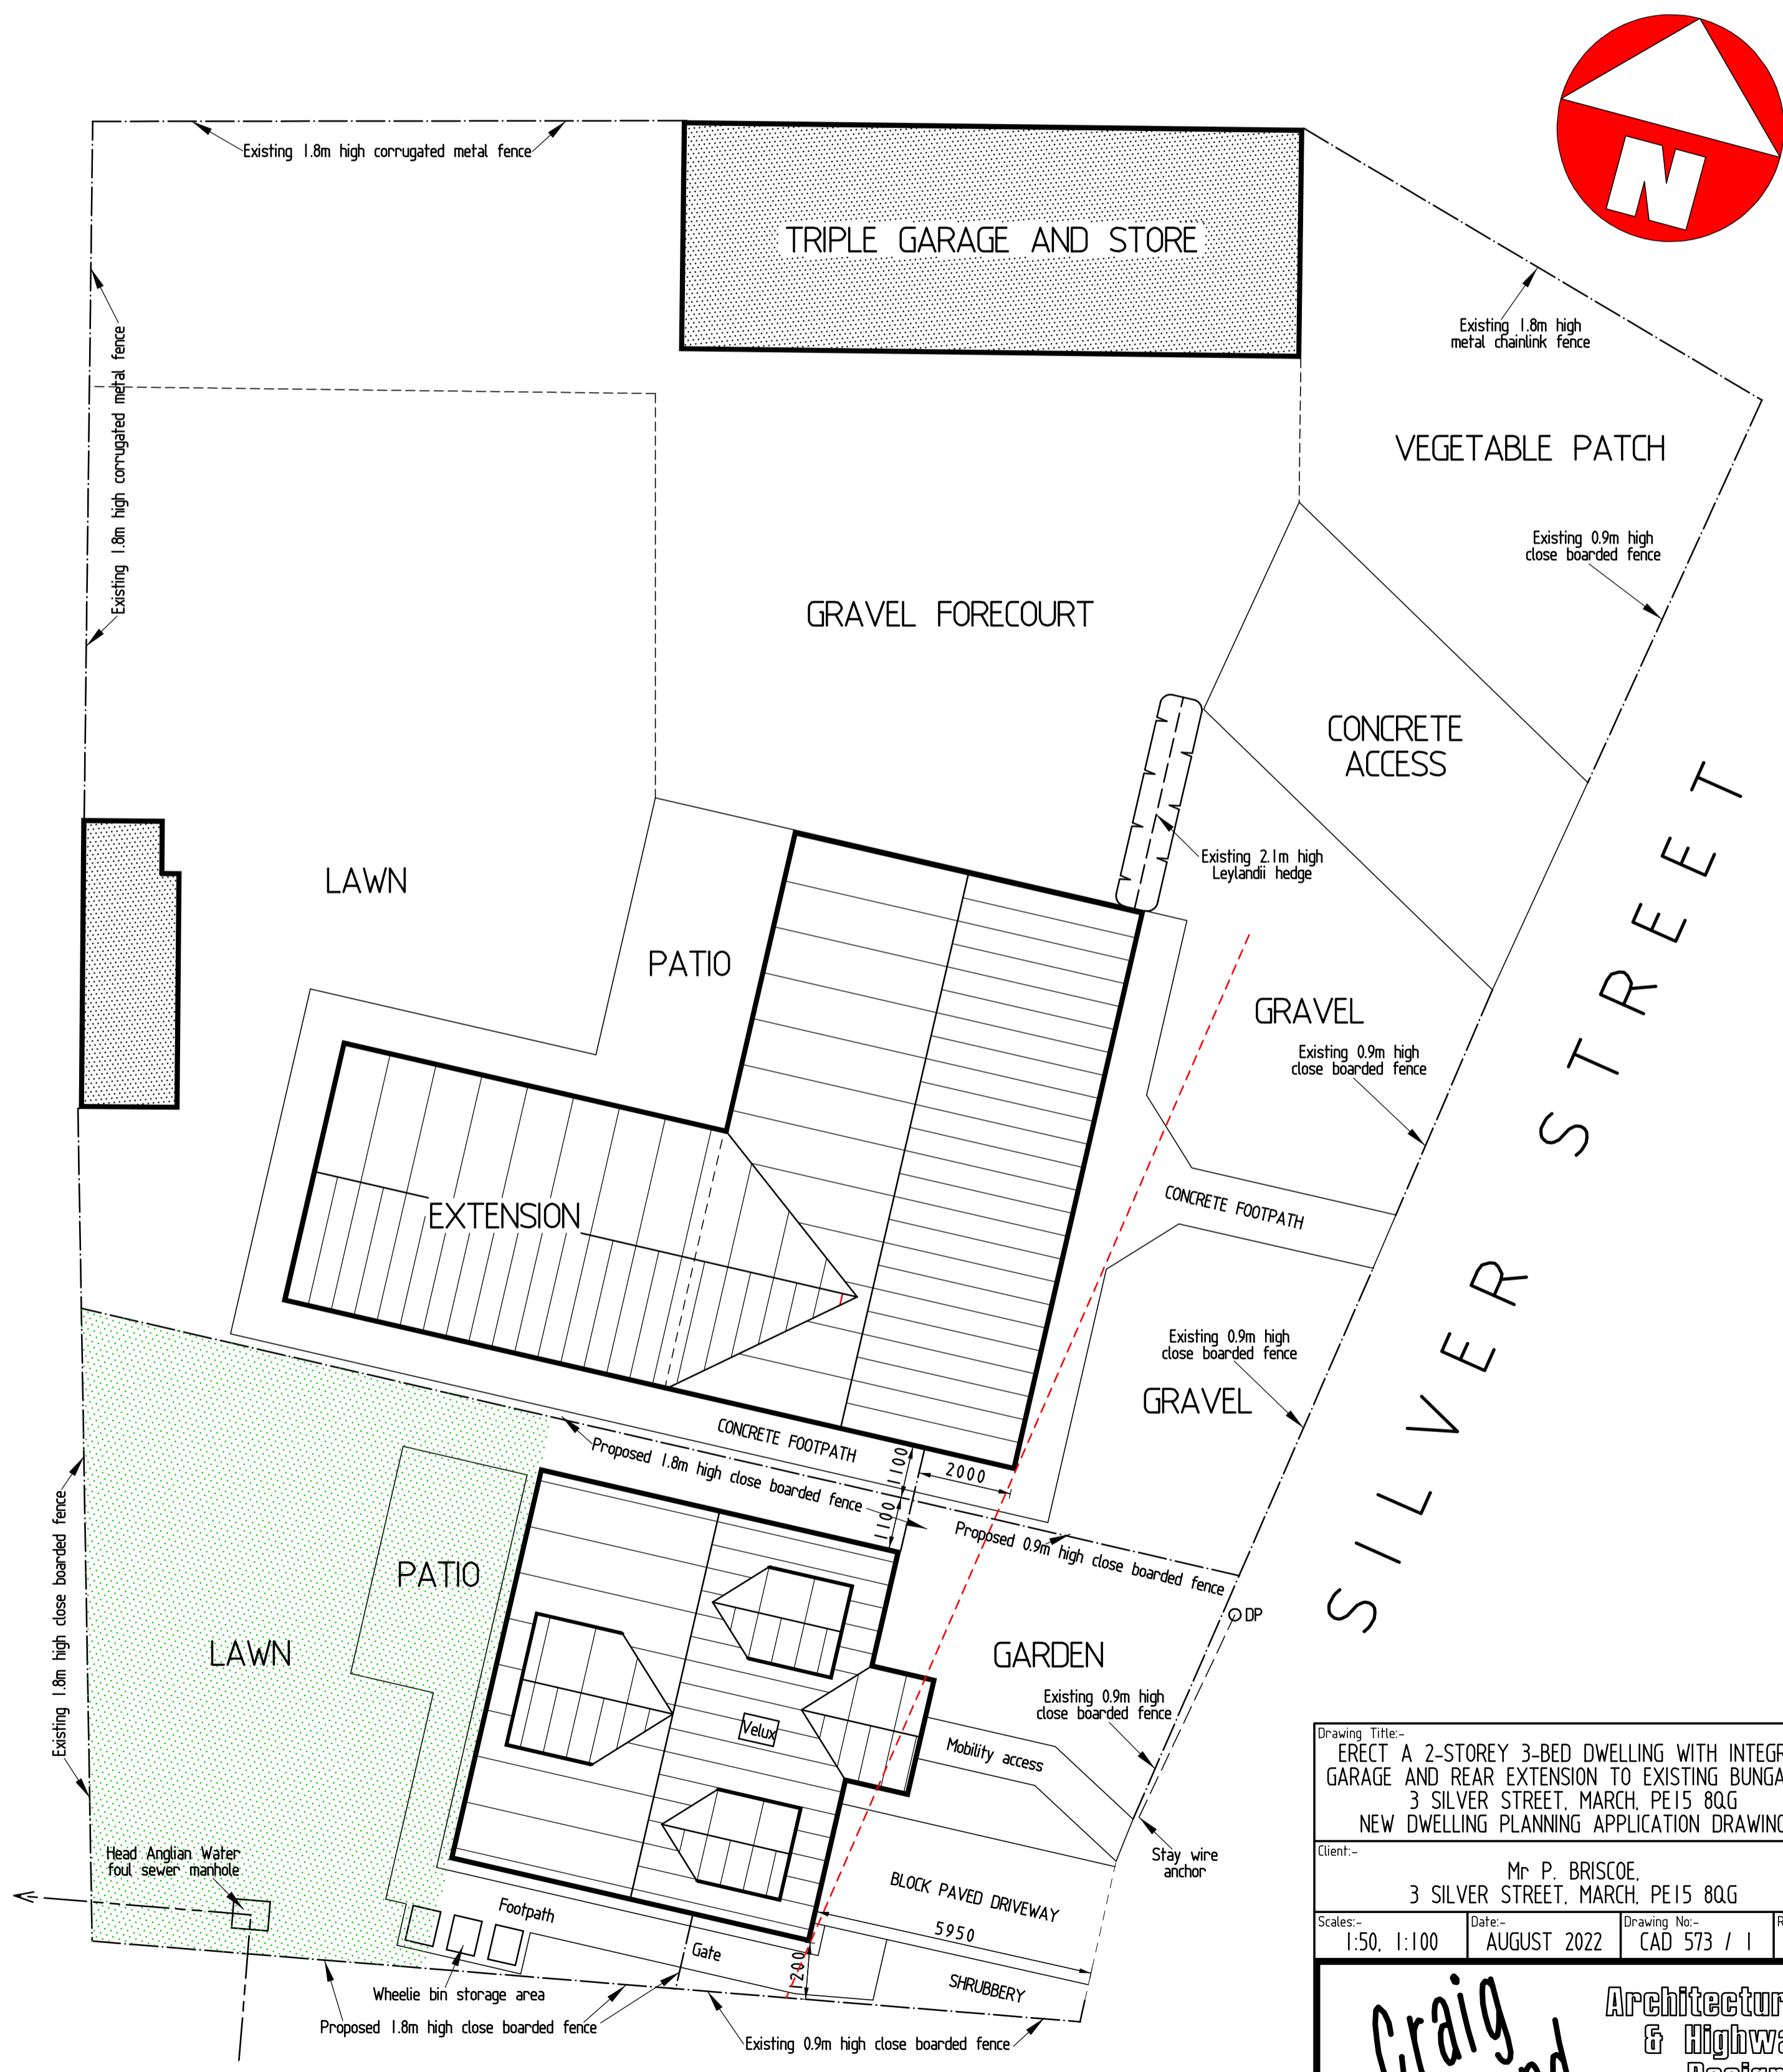 N
Existing 1.8m high corrugated metal fence
TRIPLE GARAGE AND STORE
Existing 1.8m high
metal chainlink fence
Existing 1.8m high corrugated metal fence
VEGETABLE PATCH
Existing 0.9m high
close boarded fence
GRAVEL FORECOURT
CONCRETE
ACCESS
Existing 2.1m high
Leylandii hedge
LAWN
PATIO
GRAVEL
Existing 0.9m high
close boarded fence
SILVER STREET
CONCRETE FOOTPATH
EXTENSION
Existing 0.9m high
close boarded fence
GRAVEL
CONCRETE FOOTPATH
Proposed 1.8m high close boarded fence
1100
2000
1100
Proposed 0.9m high close boarded fence
Existing 1.8m high close boarded fence
PATIO
DP
LAWN
GARDEN
Existing 0.9m high
close boarded fence
Velux
Mobility access
Stay wire
anchor
Head Anglian Water
foul sewer manhole
BLOCK PAVED DRIVEWAY
5950
Footpath
Gate
1200
SHRUBBERY
Wheelie bin storage area
Proposed 1.8m high close boarded fence
Existing 0.9m high close boarded fence
Drawing Title:-
ERECT A 2-STOREY 3-BED DWELLING WITH INTEGR
GARAGE AND REAR EXTENSION TO EXISTING BUNGA
3 SILVER STREET, MARCH, PE15 8QG
NEW DWELLING PLANNING APPLICATION DRAWING
Client:-
Mr P. BRISCOE,
3 SILVER STREET, MARCH, PE15 8QG
Scales:-
1:50, 1:100
Date:-
AUGUST 2022
Drawing No:-
CAD 573 / 1
R
Craig
Architectur
& Highwa